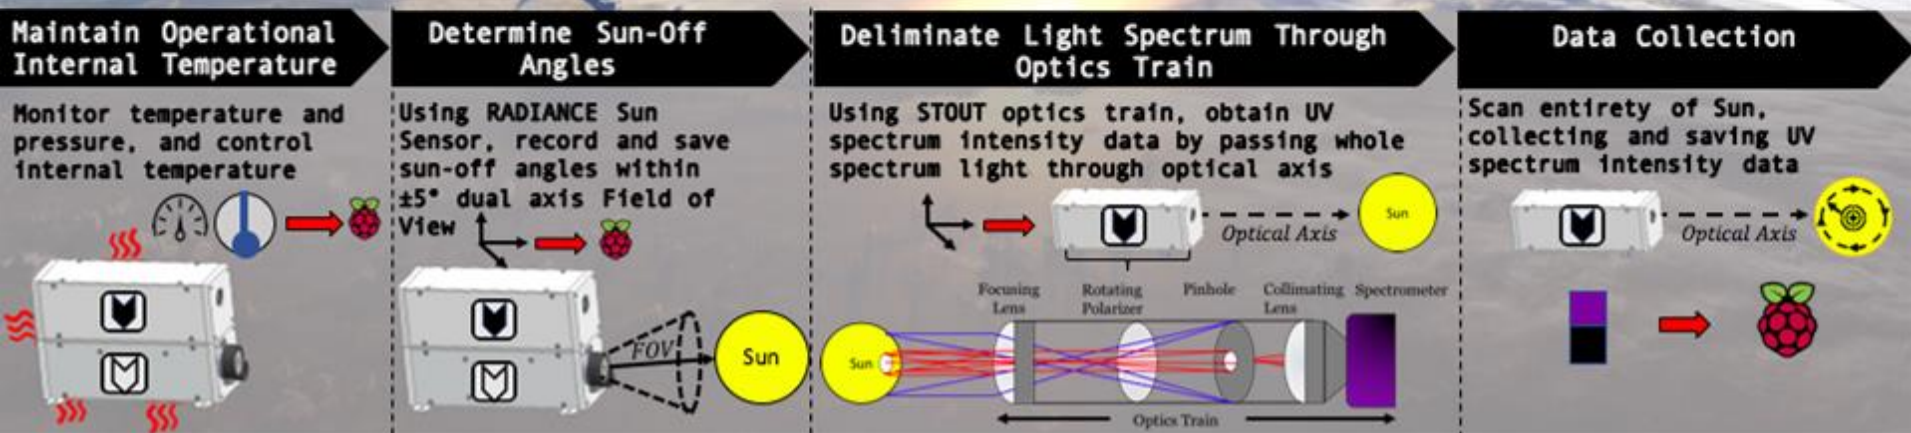 Maintain Operational
Internal Temperature
Monitor temperature and
pressure, and control
internal temperature
Determine Sun-Off
Angles
Using RADIANCE Sun
Sensor, record and save
sun-off angles within
±5° dual axis Field of
View
FOV
Sun
Deliminate Light Spectrum Through
Optics Train
Using STOUT optics train, obtain UV
spectrum intensity data by passing whole
spectrum light through optical axis
Optical Axis
Sun
Focusing
Lens
Rotating
Polarizer
Pinhole
Collimating
Lens
Spectrometer
Sun
Optics Train
Data Collection
Scan entirety of Sun,
collecting and saving UV
spectrum intensity data
Optical Axis